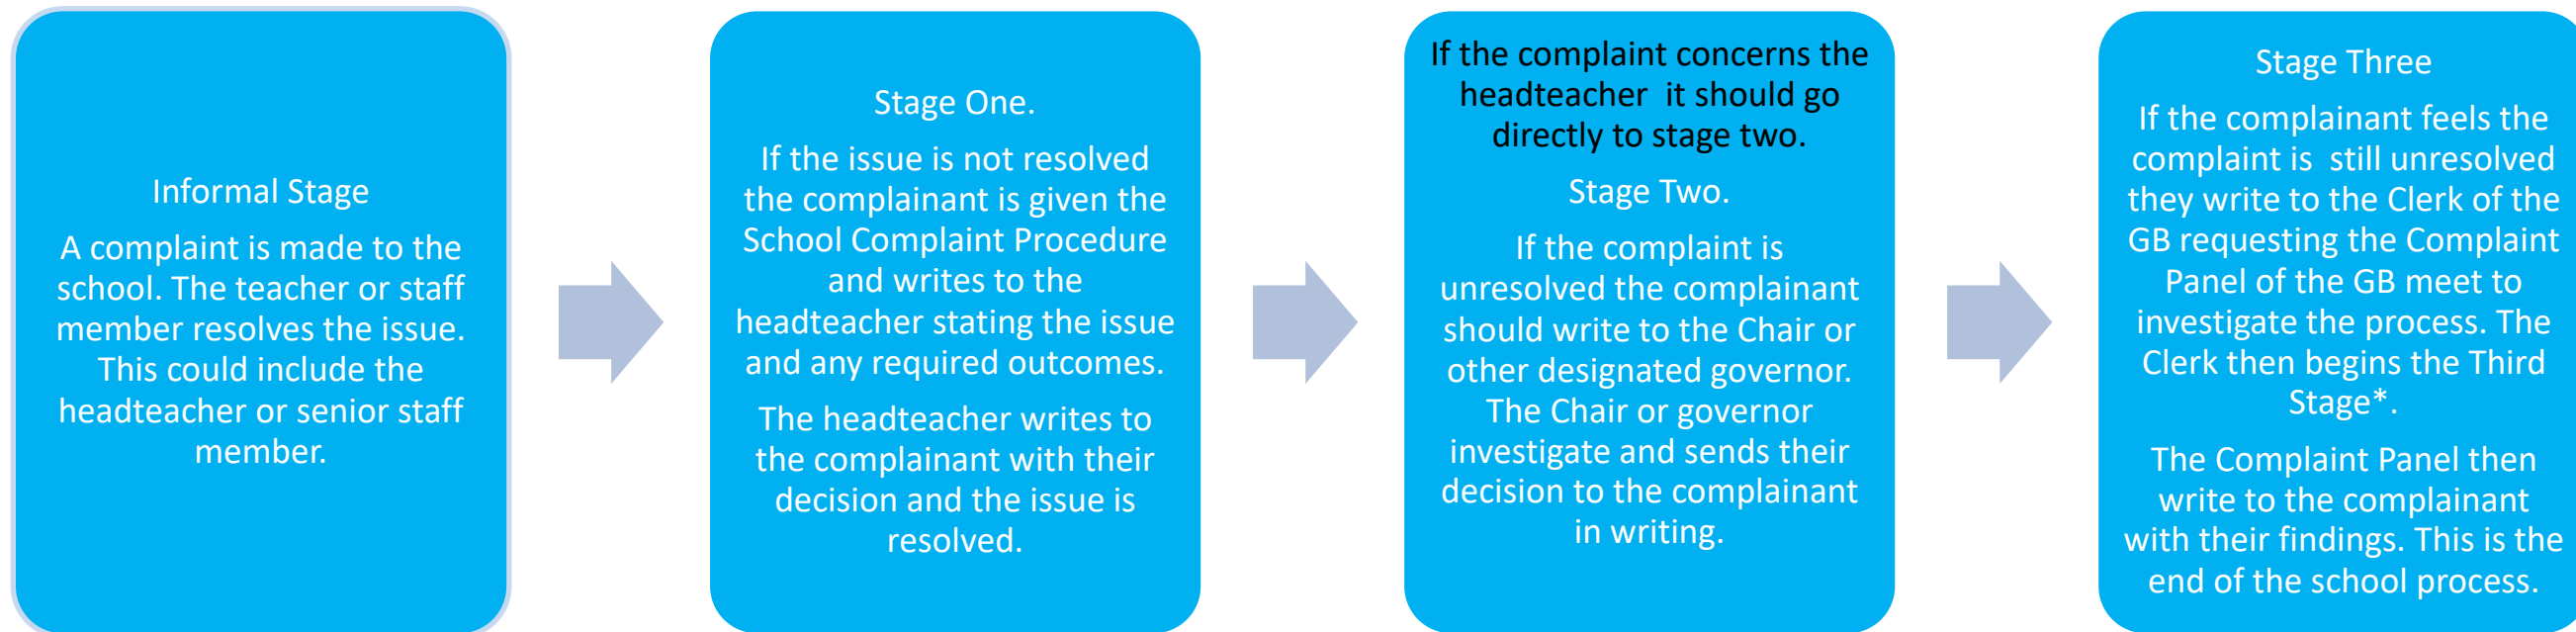 Informal Stage
A complaint is made to the
school. The teacher or staff
member resolves the issue.
This could include the
headteacher or senior staff
member.
Stage One.
If the issue is not resolved
the complainant is given the
School Complaint Procedure
and writes to the
headteacher stating the issue
and any required outcomes.
The headteacher writes to
the complainant with their
decision and the issue is
resolved.
If the complaint concerns the
headteacher  it should go
directly to stage two.
Stage Two.
If the complaint is
unresolved the complainant
should write to the Chair or
other designated governor.
The Chair or governor
investigate and sends their
decision to the complainant
in writing.
Stage Three
If the complainant feels the
complaint is  still unresolved
they write to the Clerk of the
GB requesting the Complaint
Panel of the GB meet to
investigate the process. The
Clerk then begins the Third
Stage*.
The Complaint Panel then
write to the complainant
with their findings. This is the
end of the school process.